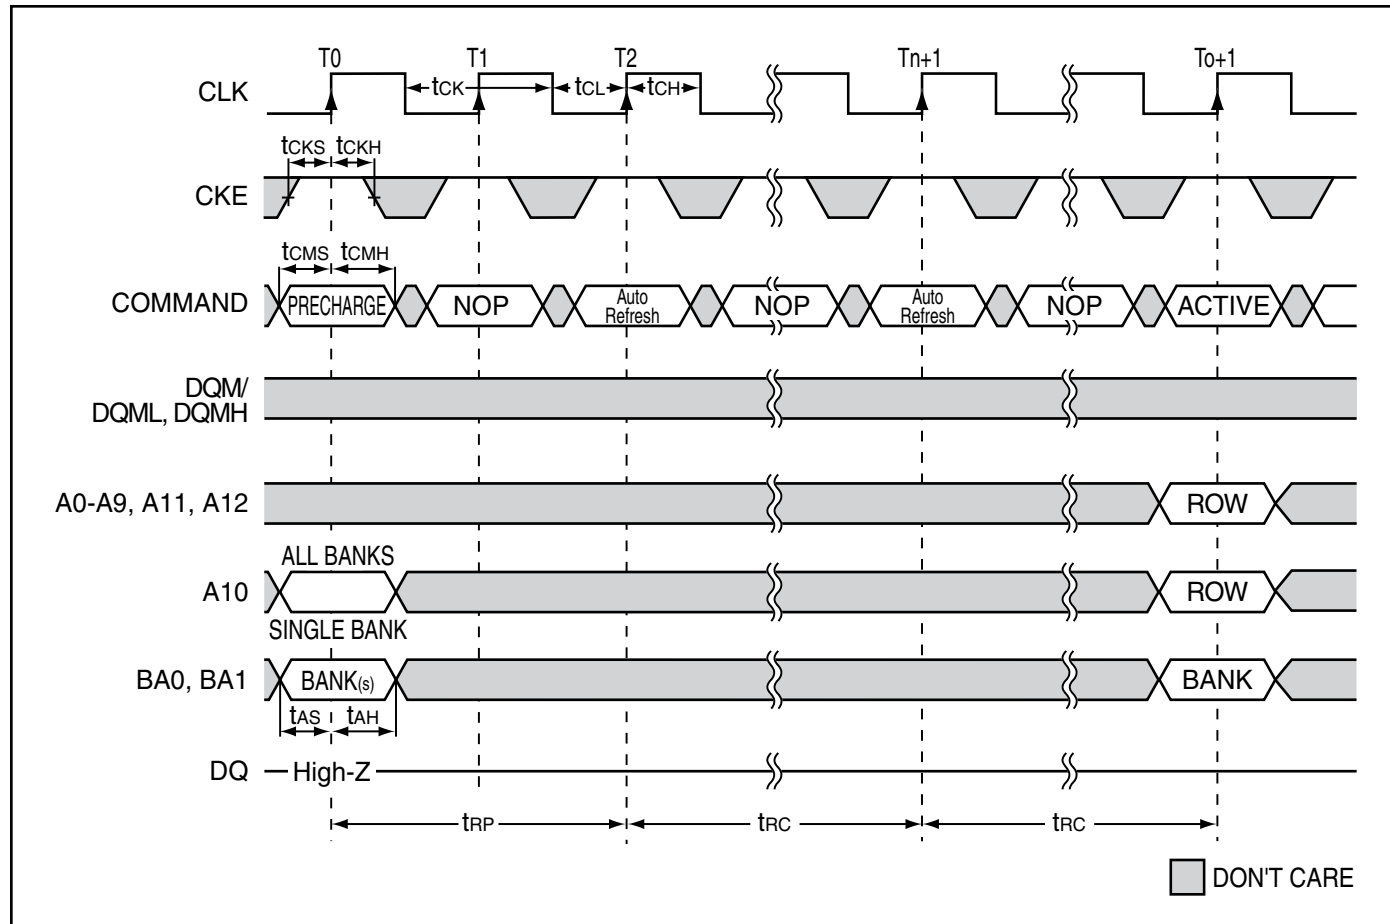 T0 T1 T2 Tn+1 To+1
CLK tCK tCL tCH
tCKS tCKH
CKE
tCMS tCMH
COMMAND PRECHARGE NOP Auto Refresh NOP Auto Refresh NOP ACTIVE
DQM/
DQML, DQMH
A0-A9, A11, A12 ROW
ALL BANKS
A10 ROW
SINGLE BANK
BA0, BA1 BANK(s) BANK
tAS tAH
DQ High-Z
tRP tRC tRC
DON'T CARE